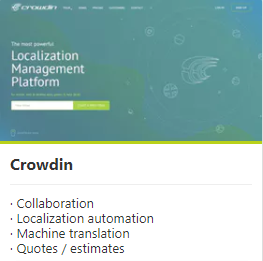 crowdin
The most powerful
Localization
Management
Platform
Crowdin
· Collaboration
· Localization automation
· Machine translation
· Quotes / estimates